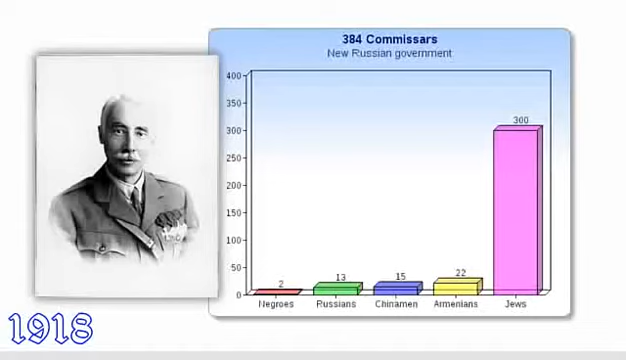 384 Commissars
New Russian government
400
350
300
250
200
150
100
50
0
2
13
15
22
300
Negroes
Russians
Chinamen
Armenians
Jews
1918